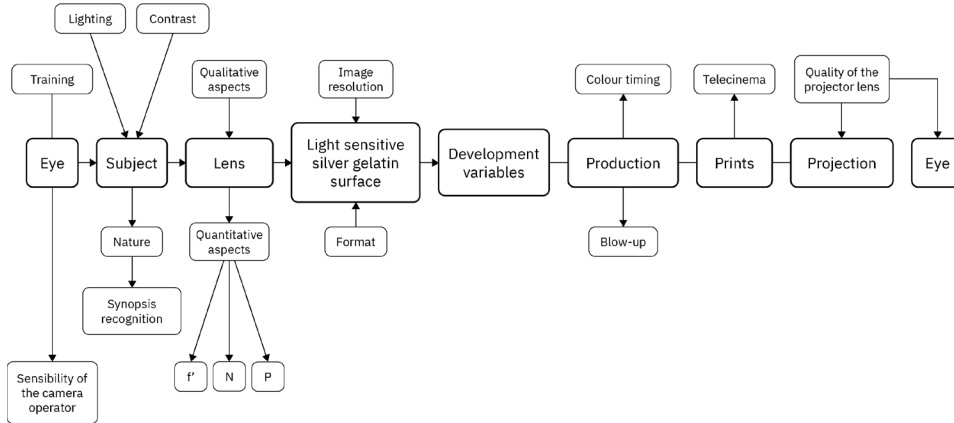 Lighting
Contrast
Training
Qualitative
aspects
Image
resolution
Colour timing
Telecinema
Quality of the
projector lens
Eye
Subject
Lens
Light sensitive
silver gelatin
surface
Development
variables
Production
Prints
Projection
Eye
Nature
Quantitative
aspects
Format
Blow-up
Synopsis
recognition
Sensibility of
the camera
operator
f'
N
P